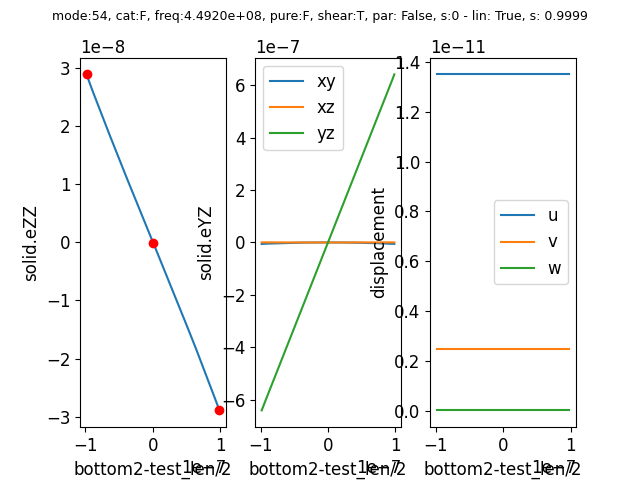 mode:54, cat:F, freq:4.4920e+08, pure:F, shear:T, par: False, s:0 - lin: True, s: 0.9999
1e−8
3
2
1
0
−1
−2
−3
solid.eZZ
−1
0
1
1e−7
bottom2-test_len/2
1e−7
6
4
2
0
−2
−4
−6
solid.eYZ
xy
xz
yz
−1
0
1
1e−7
bottom2-test_len/2
1e−11
1.4
1.2
1.0
0.8
0.6
0.4
0.2
0.0
displacement
u
v
w
−1
0
1
1e−7
bottom2-test_len/2